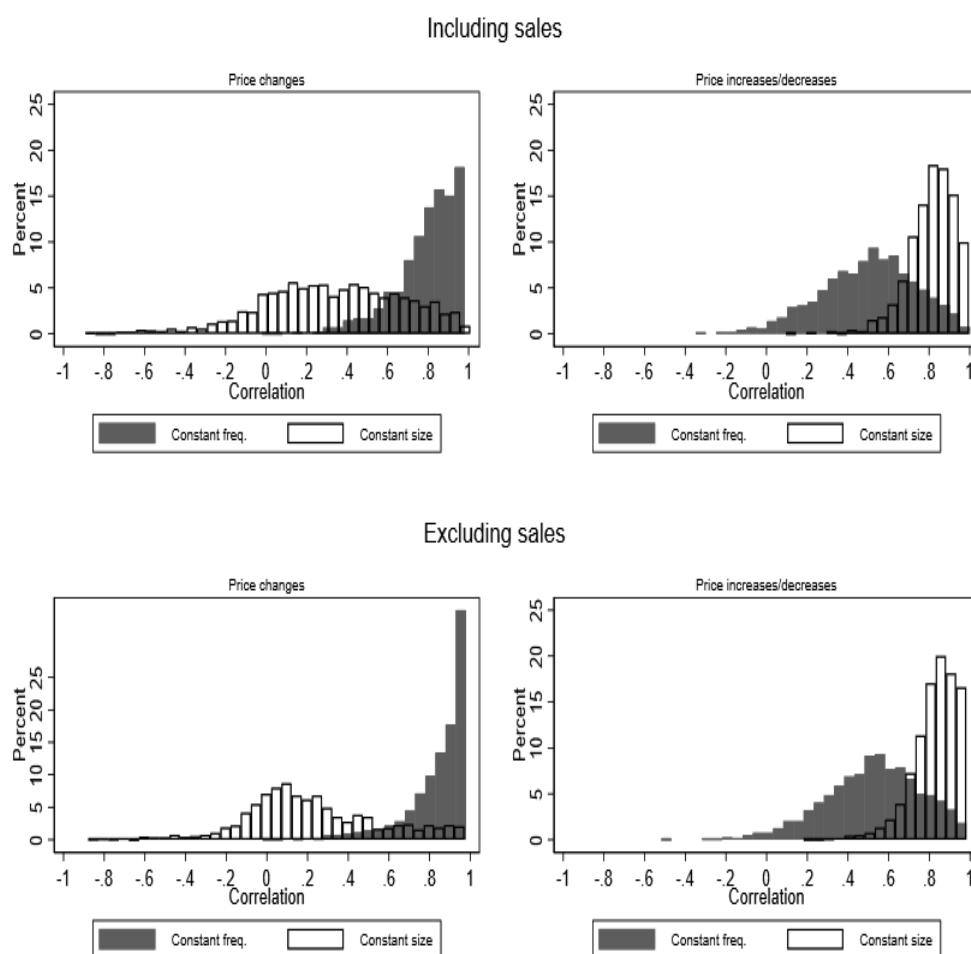 Including sales
Price changes
Price increases/decreases
25
20
15
10
5
0
Percent
-1 -.8 -.6 -.4 -.2 0 .2 .4 .6 .8 1
Correlation
Constant freq. Constant size
25
20
15
10
5
0
Percent
-1 -.8 -.6 -.4 -.2 0 .2 .4 .6 .8 1
Correlation
Constant freq. Constant size
Excluding sales
Price changes
Price increases/decreases
25
20
15
10
5
0
Percent
-1 -.8 -.6 -.4 -.2 0 .2 .4 .6 .8 1
Correlation
Constant freq. Constant size
25
20
15
10
5
0
Percent
-1 -.8 -.6 -.4 -.2 0 .2 .4 .6 .8 1
Correlation
Constant freq. Constant size